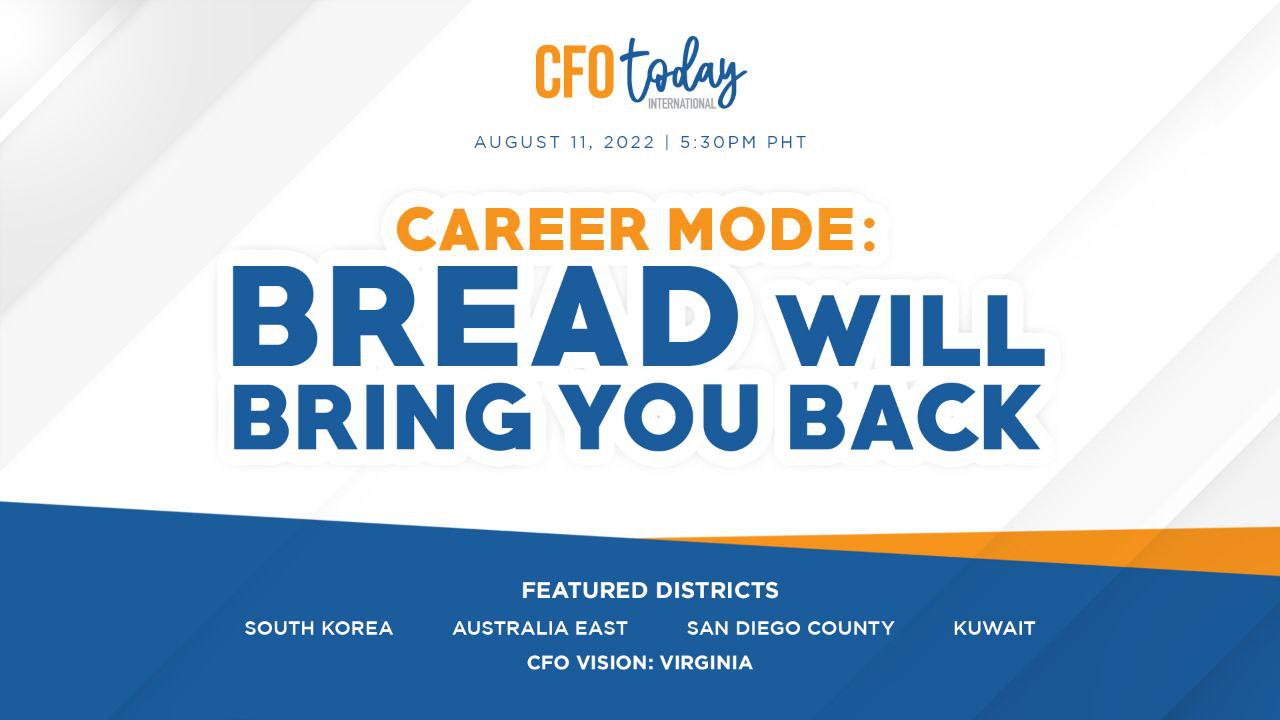 CFO today
INTERNATIONAL
AUGUST 11, 2022 | 5:30PM PHT
CAREER MODE:
BREAD WILL
BRING YOU BACK
FEATURED DISTRICTS
SOUTH KOREA AUSTRALIA EAST SAN DIEGO COUNTY KUWAIT
CFO VISION: VIRGINIA